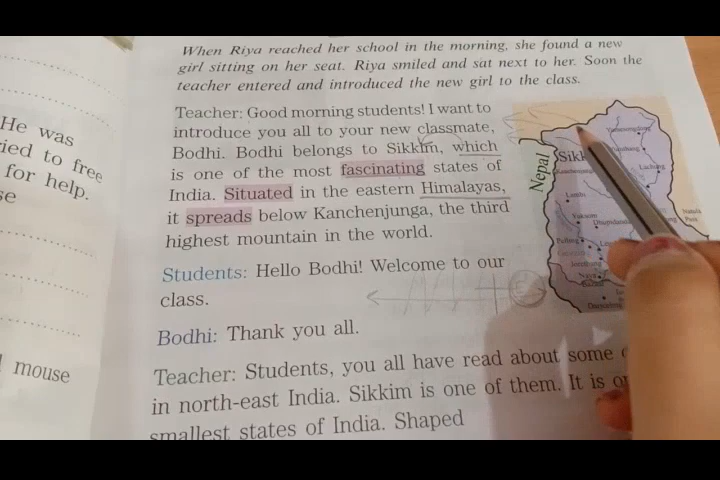 He was
ried to free
for help.
se
mouse
When Riya reached her school in the morning, she found a new
girl sitting on her seat. Riya smiled and sat next to her. Soon the
teacher entered and introduced the new girl to the class.
Teacher: Good morning students! I want to
introduce you all to your new classmate,
Bodhi. Bodhi belongs to Sikkim, which
is one of the most fascinating states of
India. Situated in the eastern Himalayas,
it spreads below Kanchenjunga, the third
highest mountain in the world.
Students: Hello Bodhi! Welcome to our
class.
Bodhi: Thank you all.
Teacher: Students, you all have read about some
in north-east India. Sikkim is one of them. It is
smallest states of India. Shaped
Nepal
Sikk
Lachung
Yuksom
Pelling